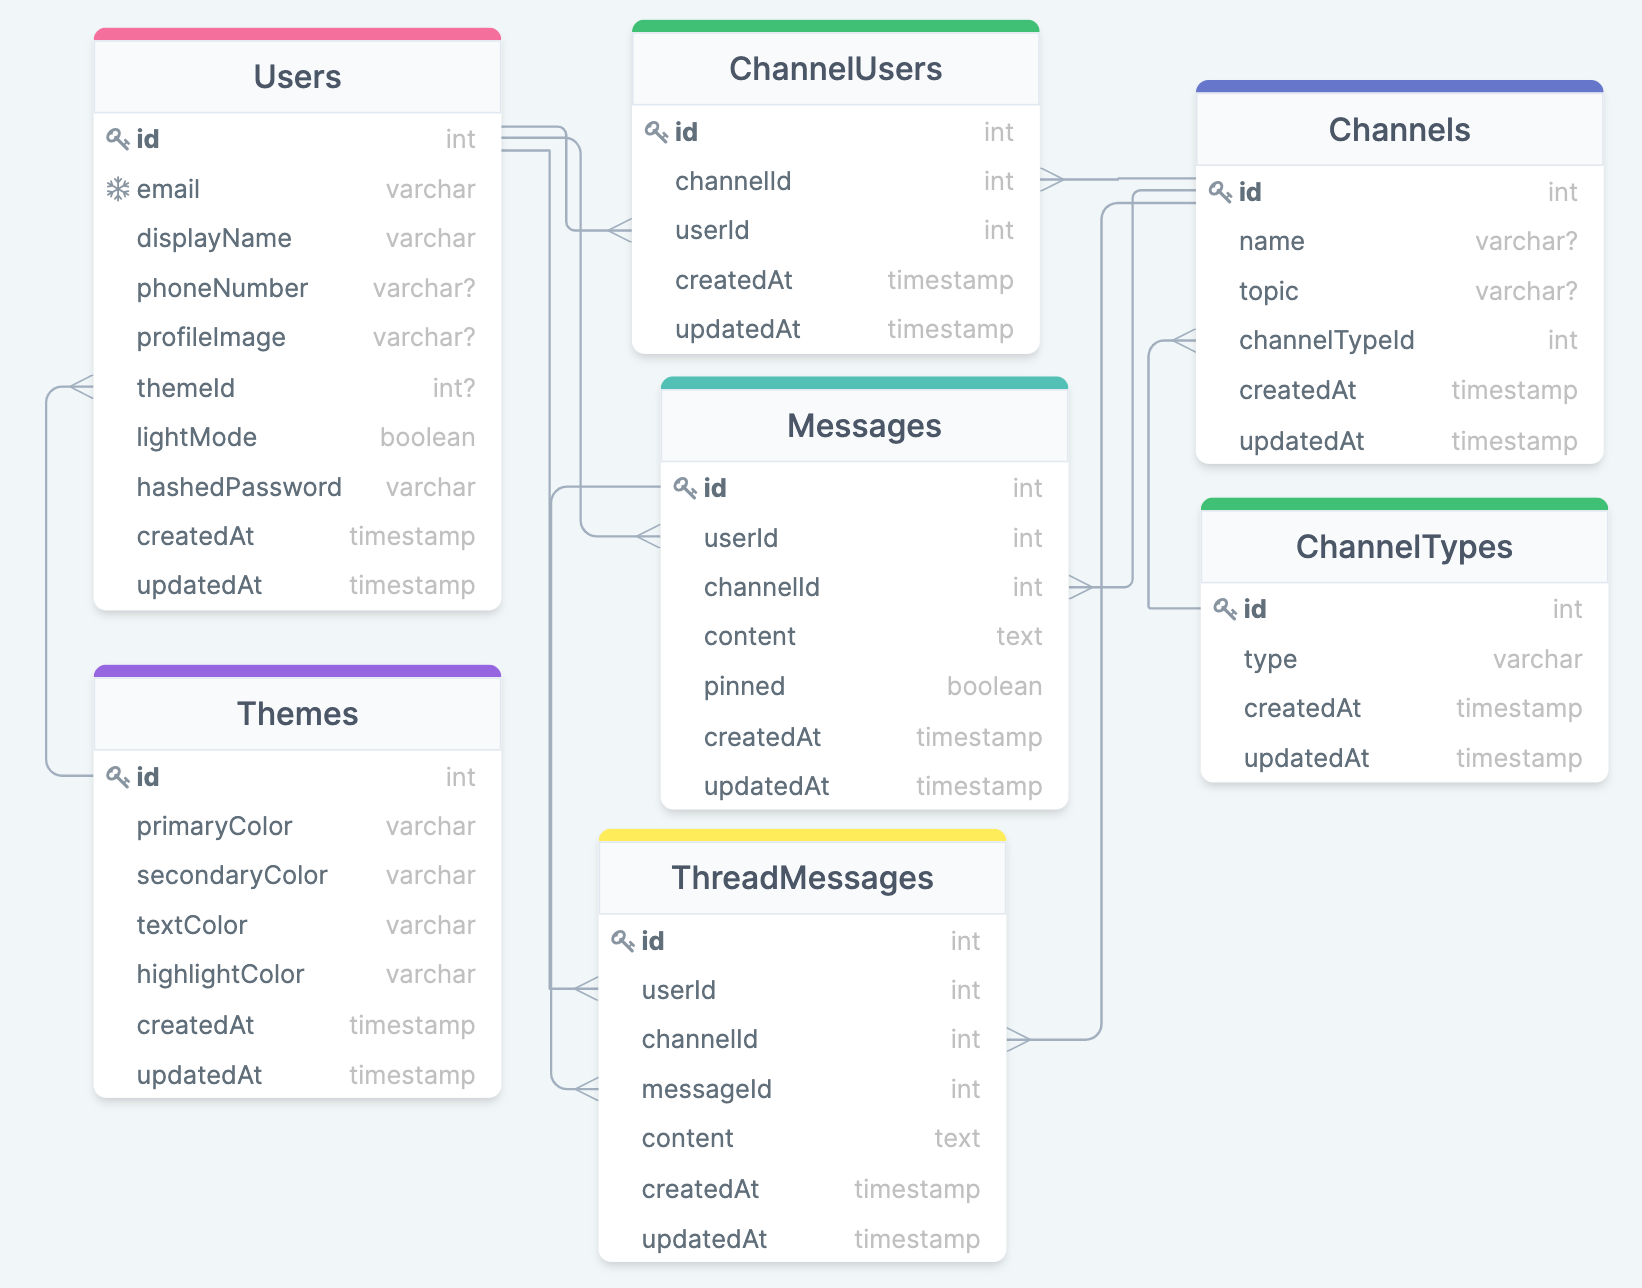 Users
id int
email varchar
displayName varchar
phoneNumber varchar?
profileImage varchar?
themeId int?
lightMode boolean
hashedPassword varchar
createdAt timestamp
updatedAt timestamp
Themes
id int
primaryColor varchar
secondaryColor varchar
textColor varchar
highlightColor varchar
createdAt timestamp
updatedAt timestamp
ChannelUsers
id int
channelId int
userId int
createdAt timestamp
updatedAt timestamp
Messages
id int
userId int
channelId int
content text
pinned boolean
createdAt timestamp
updatedAt timestamp
ThreadMessages
id int
userId int
channelId int
messageId int
content text
createdAt timestamp
updatedAt timestamp
Channels
id int
name varchar?
topic varchar?
channelTypeId int
createdAt timestamp
updatedAt timestamp
ChannelTypes
id int
type varchar
createdAt timestamp
updatedAt timestamp